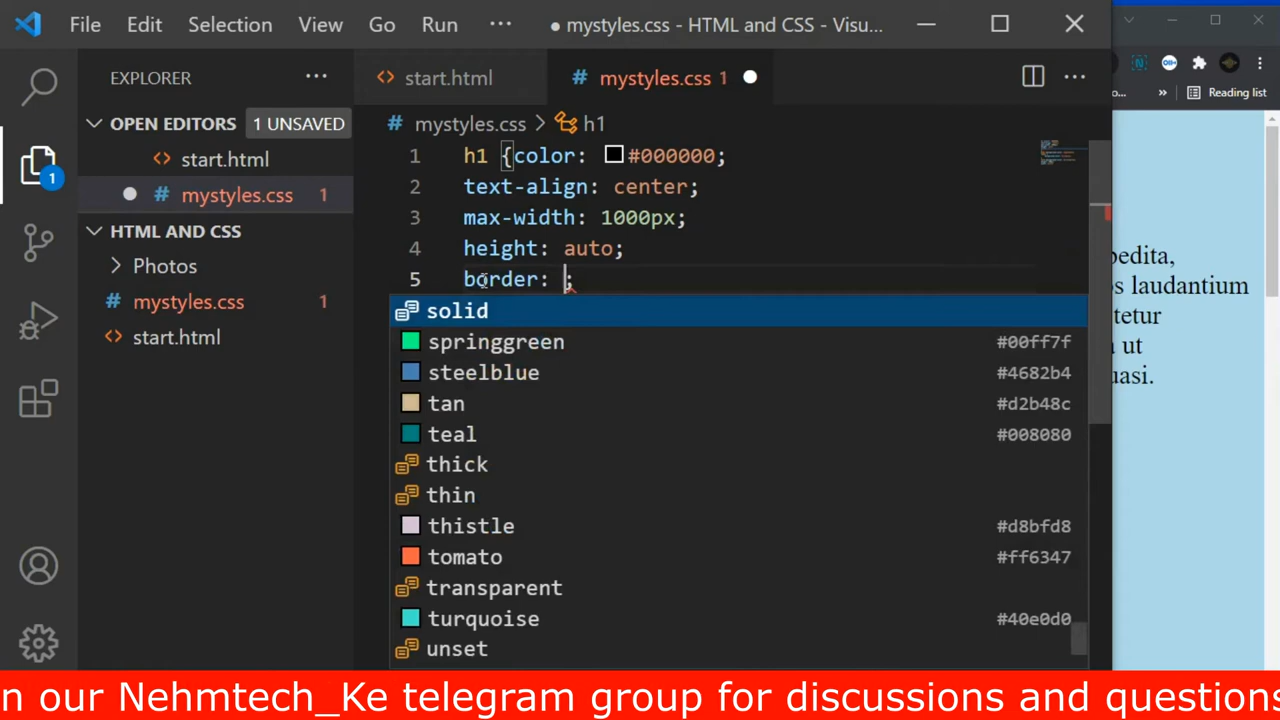 File Edit Selection View Go Run ··· ● mystyles.css - HTML and CSS - Visu...
EXPLORER ···
start.html
# mystyles.css 1
OPEN EDITORS 1 UNSAVED
start.html
# mystyles.css 1
HTML AND CSS
Photos
# mystyles.css 1
start.html
1
# mystyles.css > h1
1 h1 {color: #000000;
2 text-align: center;
3 max-width: 1000px;
4 height: auto;
5 border: ;
solid
springgreen #00ff7f
steelblue #4682b4
tan #d2b48c
teal #008080
thick
thin
thistle #d8bfd8
tomato #ff6347
transparent
turquoise #40e0d0
unset
o... » Reading list
pedita,
s laudantium
tetur
ut
uasi.
n our Nehmtech_Ke telegram group for discussions and questions